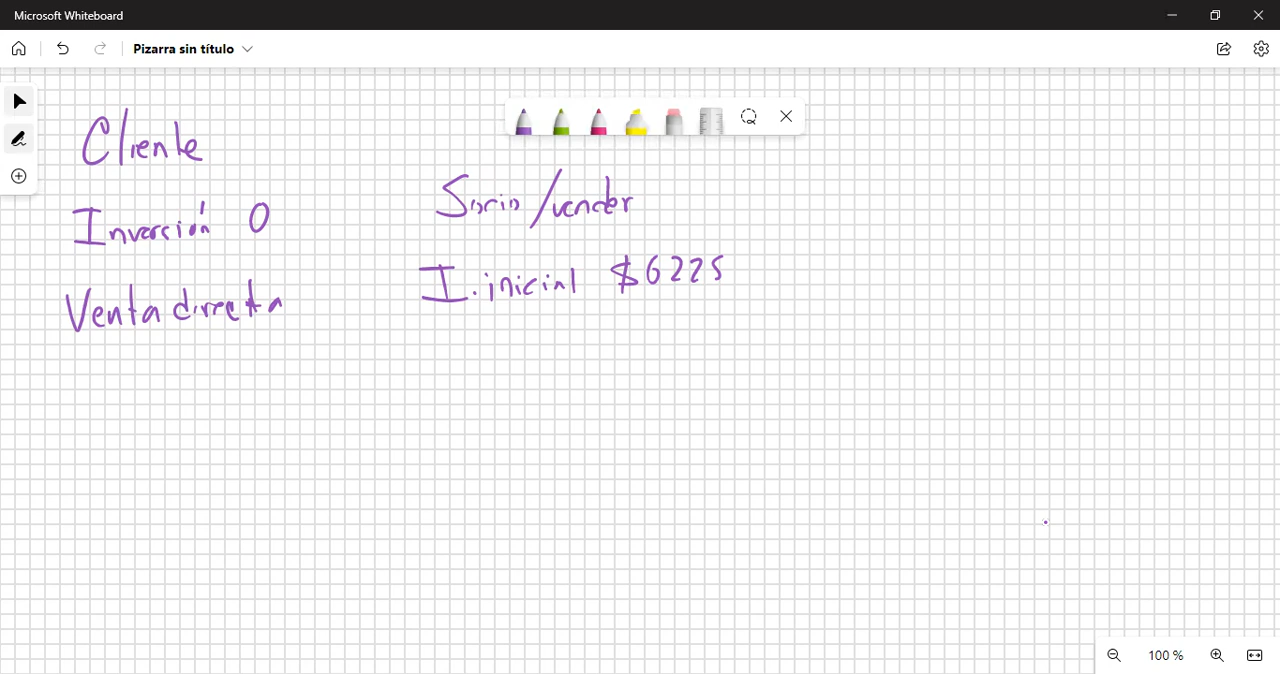 Microsoft Whiteboard
Pizarra sin título
Cliente
Inversión 0
Venta directa
Socio/vender
I. inicial $6225
100 %